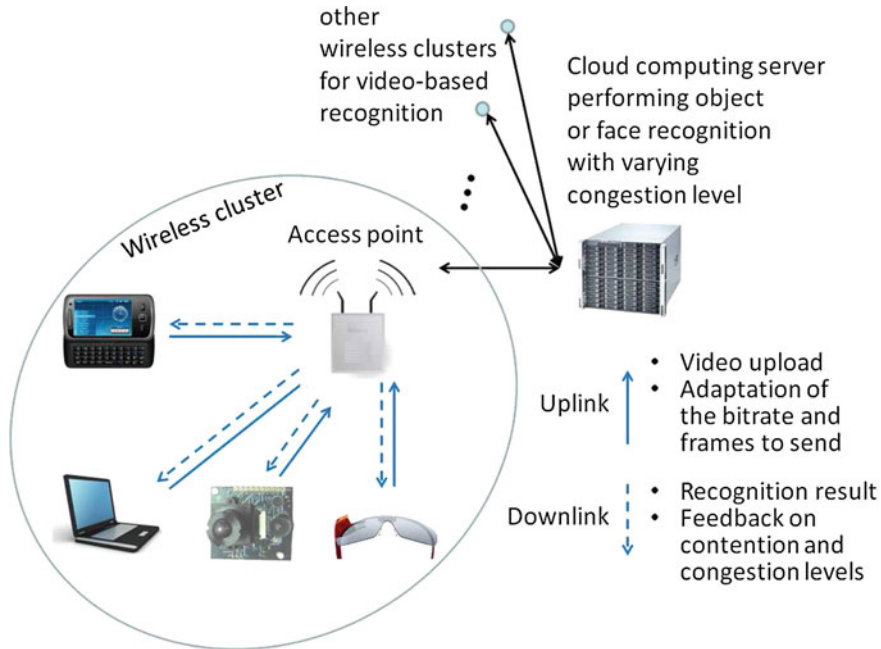 other
wireless clusters
for video-based
recognition
Cloud computing server
performing object
or face recognition
with varying
congestion level
Wireless cluster
Access point
Uplink
• Video upload
• Adaptation of
the bitrate and
frames to send
Downlink
• Recognition result
• Feedback on
contention and
congestion levels